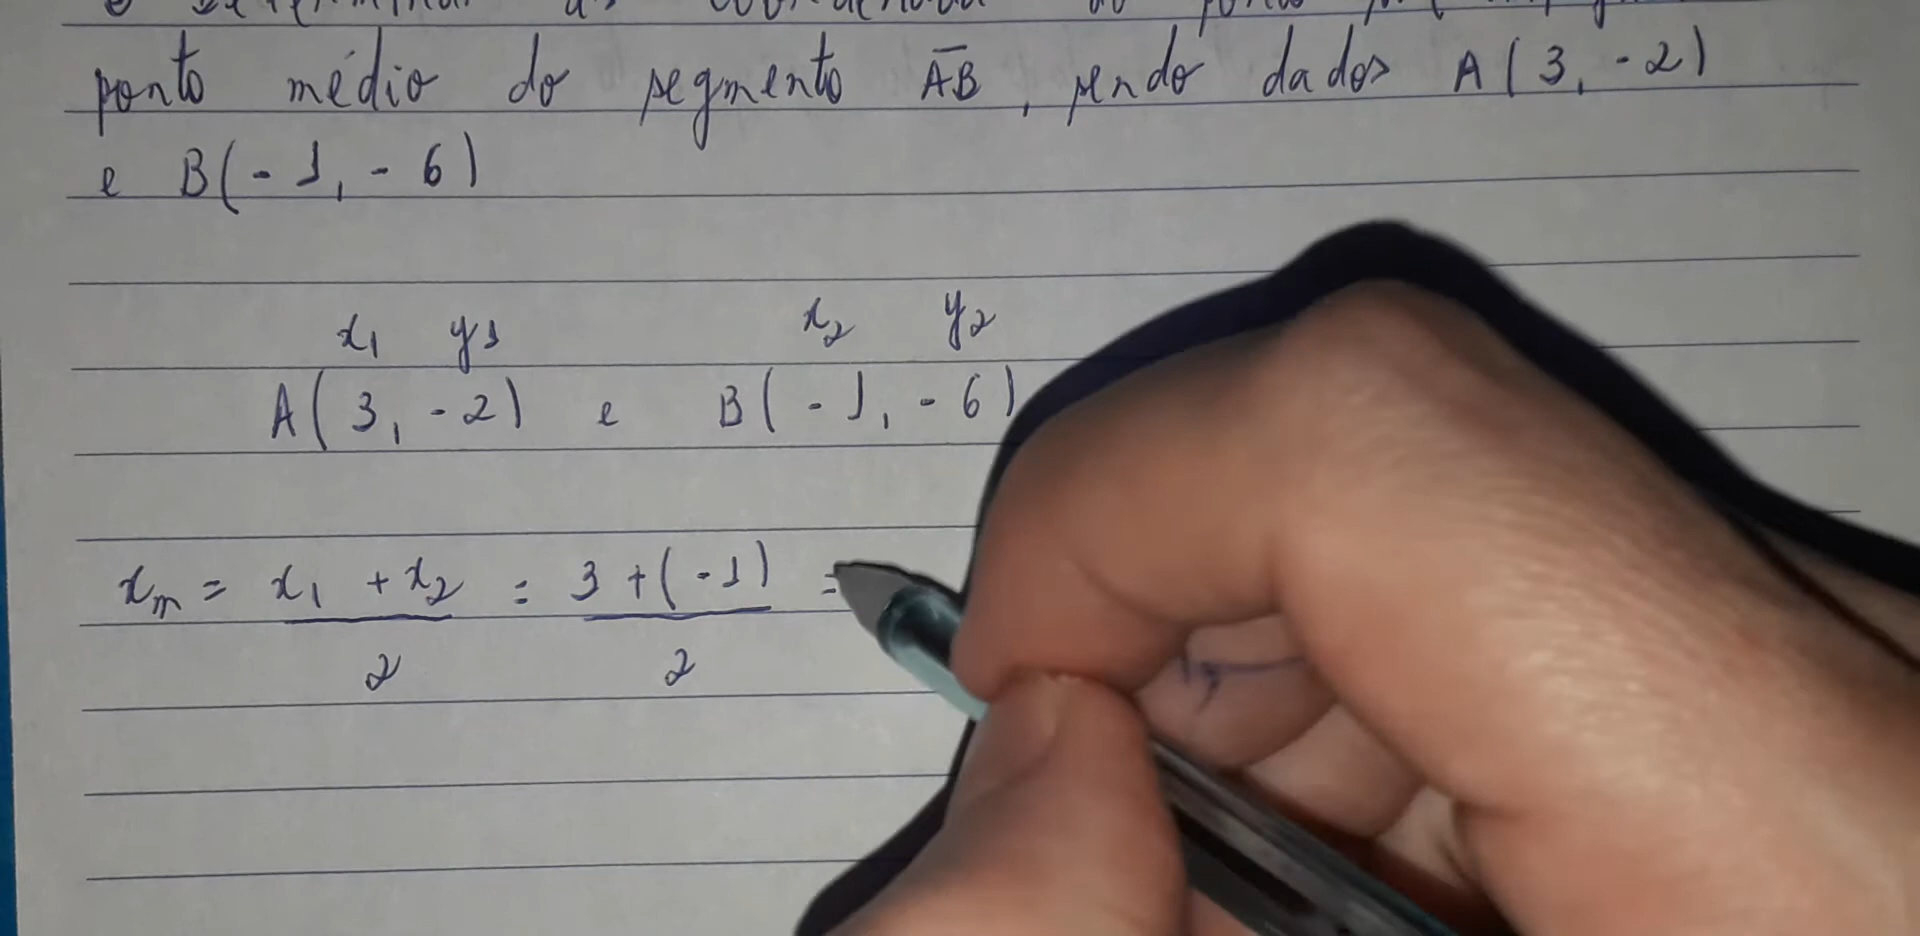 ponto médio do segmento A̅B̅, sendo dados A(3, -2)
e B(-1, -6)
x₁ y₁ x₂ y₂
A(3, -2) e B(-1, -6)
xₘ = x₁ + x₂ / 2 = 3 + (-1) / 2 =